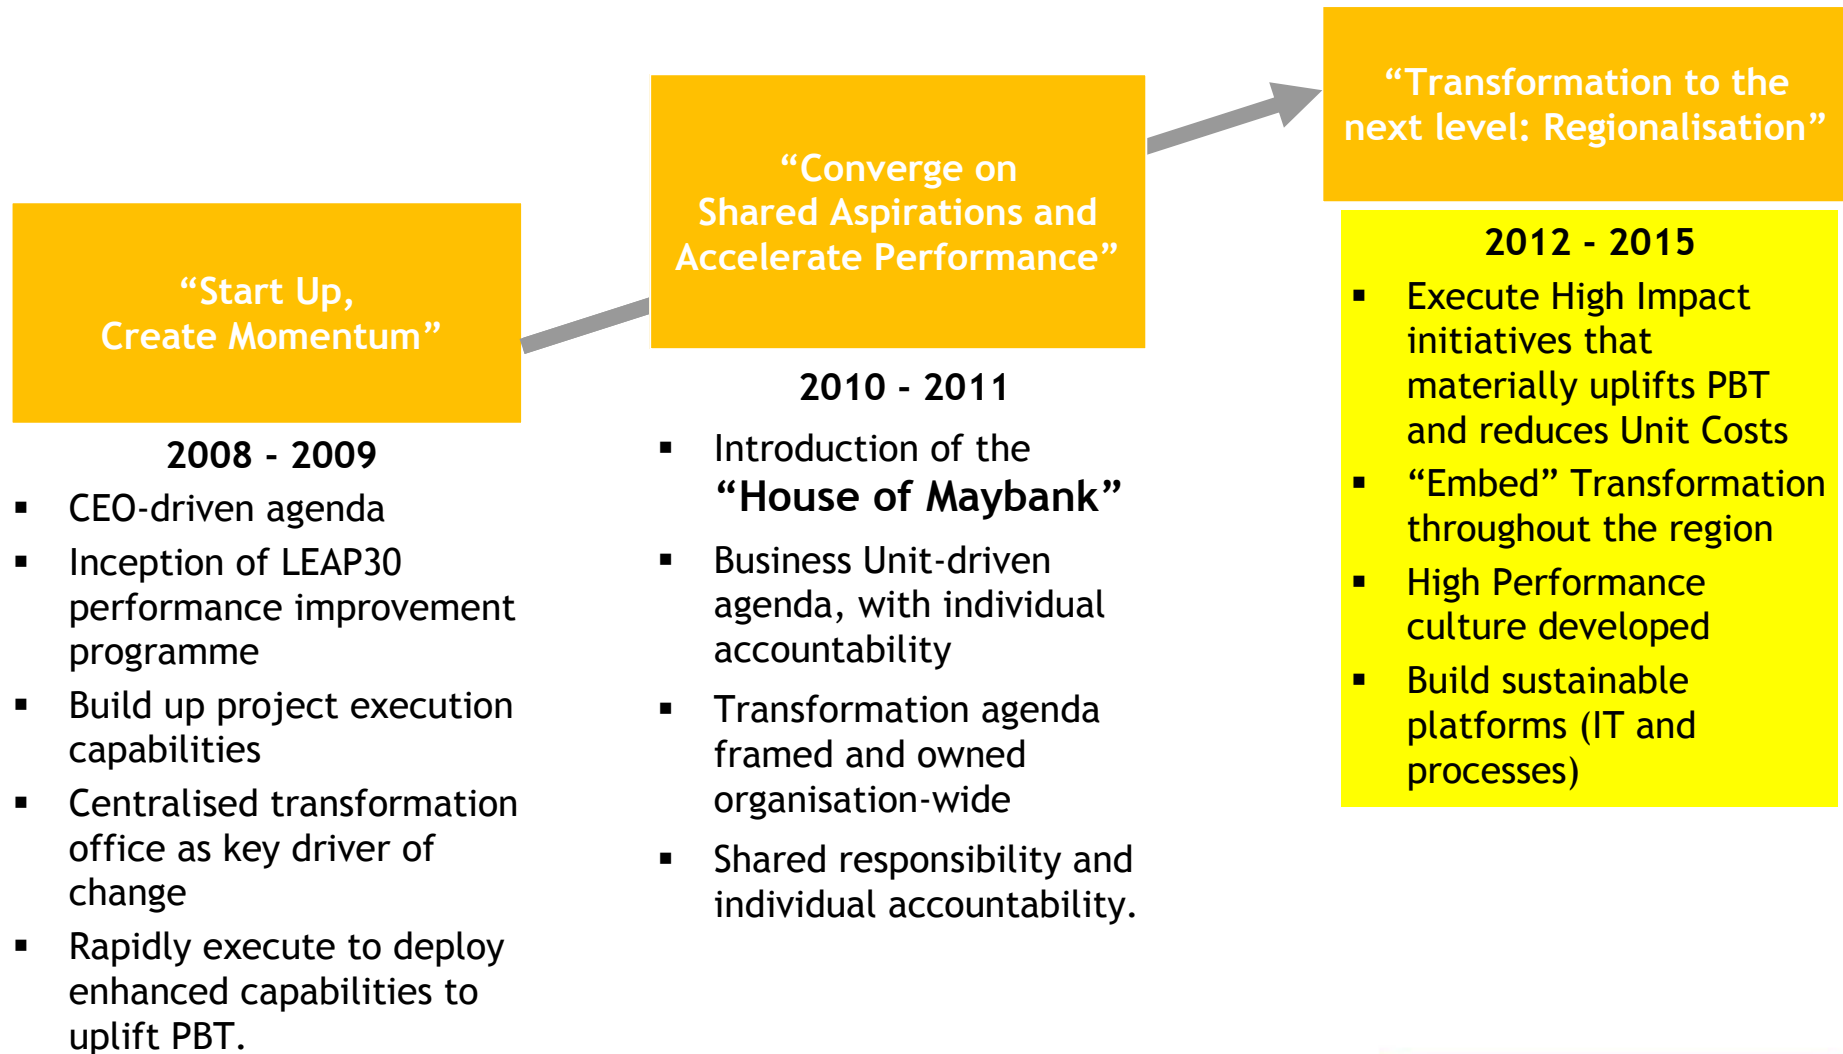 “Start Up,
Create Momentum”
2008 - 2009
▪ CEO-driven agenda
▪ Inception of LEAP30
performance improvement
programme
▪ Build up project execution
capabilities
▪ Centralised transformation
office as key driver of
change
▪ Rapidly execute to deploy
enhanced capabilities to
uplift PBT.
“Converge on
Shared Aspirations and
Accelerate Performance”
2010 - 2011
▪ Introduction of the
“House of Maybank”
▪ Business Unit-driven
agenda, with individual
accountability
▪ Transformation agenda
framed and owned
organisation-wide
▪ Shared responsibility and
individual accountability.
“Transformation to the
next level: Regionalisation”
2012 - 2015
▪ Execute High Impact
initiatives that
materially uplifts PBT
and reduces Unit Costs
▪ “Embed” Transformation
throughout the region
▪ High Performance
culture developed
▪ Build sustainable
platforms (IT and
processes)